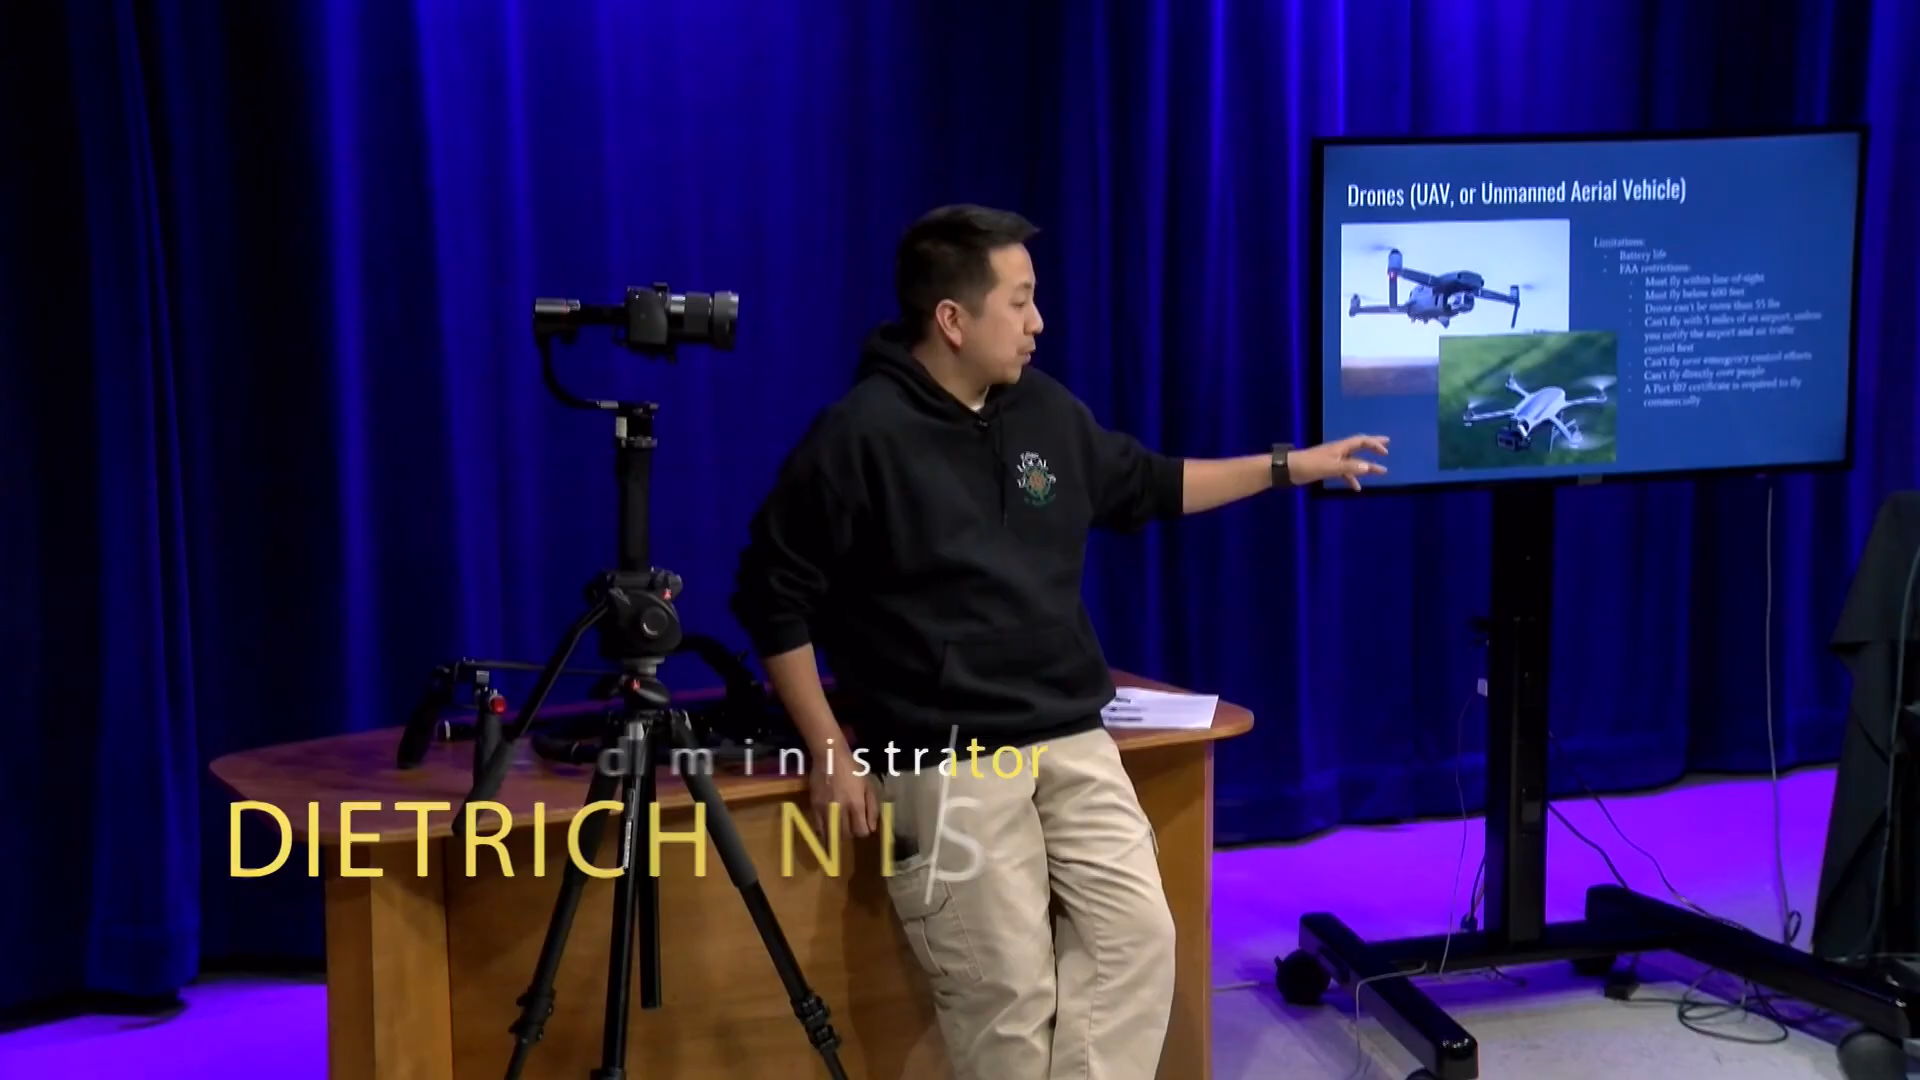 Drones (UAV, or Unmanned Aerial Vehicle)
Limitations:
Battery life
FAA restrictions:
Must fly within line-of-sight
Must fly below 400 feet
Drone can't be more than 55 lbs
Can't fly with 5 miles of an airport, unless
you notify the airport and air traffic
control first
Can't fly near emergency control efforts
Can't fly directly over people
A Part 107 certificate is required to fly
commercially
LOCAL
dministrator
DIETRICH NIS